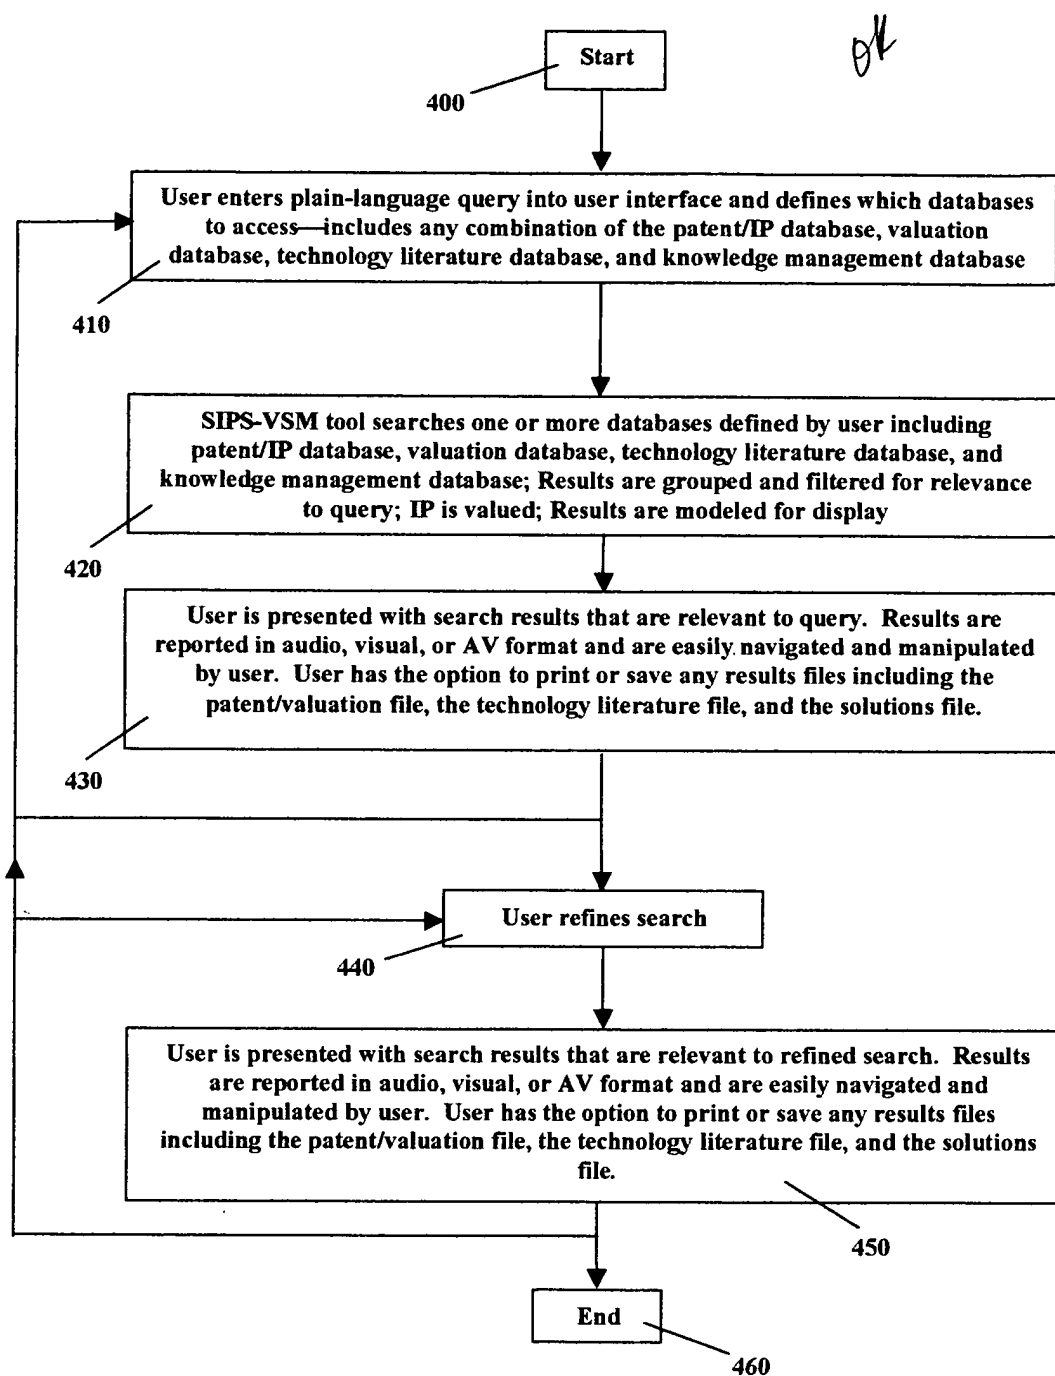 ok
Start
400
User enters plain-language query into user interface and defines which databases
to access—includes any combination of the patent/IP database, valuation
database, technology literature database, and knowledge management database
410
SIPS-VSM tool searches one or more databases defined by user including
patent/IP database, valuation database, technology literature database, and
knowledge management database; Results are grouped and filtered for relevance
to query; IP is valued; Results are modeled for display
420
User is presented with search results that are relevant to query.  Results are
reported in audio, visual, or AV format and are easily navigated and manipulated
by user.  User has the option to print or save any results files including the
patent/valuation file, the technology literature file, and the solutions file.
430
User refines search
440
User is presented with search results that are relevant to refined search.  Results
are reported in audio, visual, or AV format and are easily navigated and
manipulated by user.  User has the option to print or save any results files
including the patent/valuation file, the technology literature file, and the solutions
file.
450
End
460